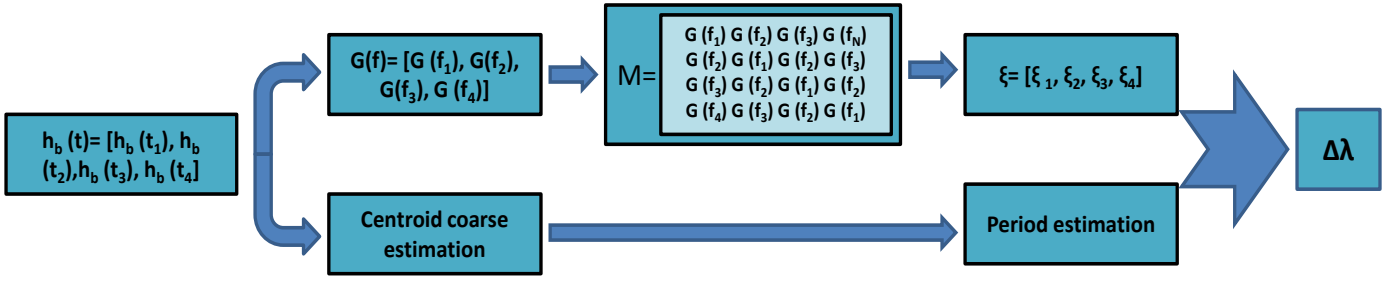 h_b (t)= [h_b (t_1), h_b
(t_2),h_b (t_3), h_b (t_4]
G(f)= [G (f_1), G(f_2),
G(f_3), G (f_4)]
M=
G (f_1) G (f_2) G (f_3) G (f_N)
G (f_2) G (f_1) G (f_2) G (f_3)
G (f_3) G (f_2) G (f_1) G (f_2)
G (f_4) G (f_3) G (f_2) G (f_1)
ξ= [ξ_1, ξ_2, ξ_3, ξ_4]
Centroid coarse
estimation
Period estimation
Δλ